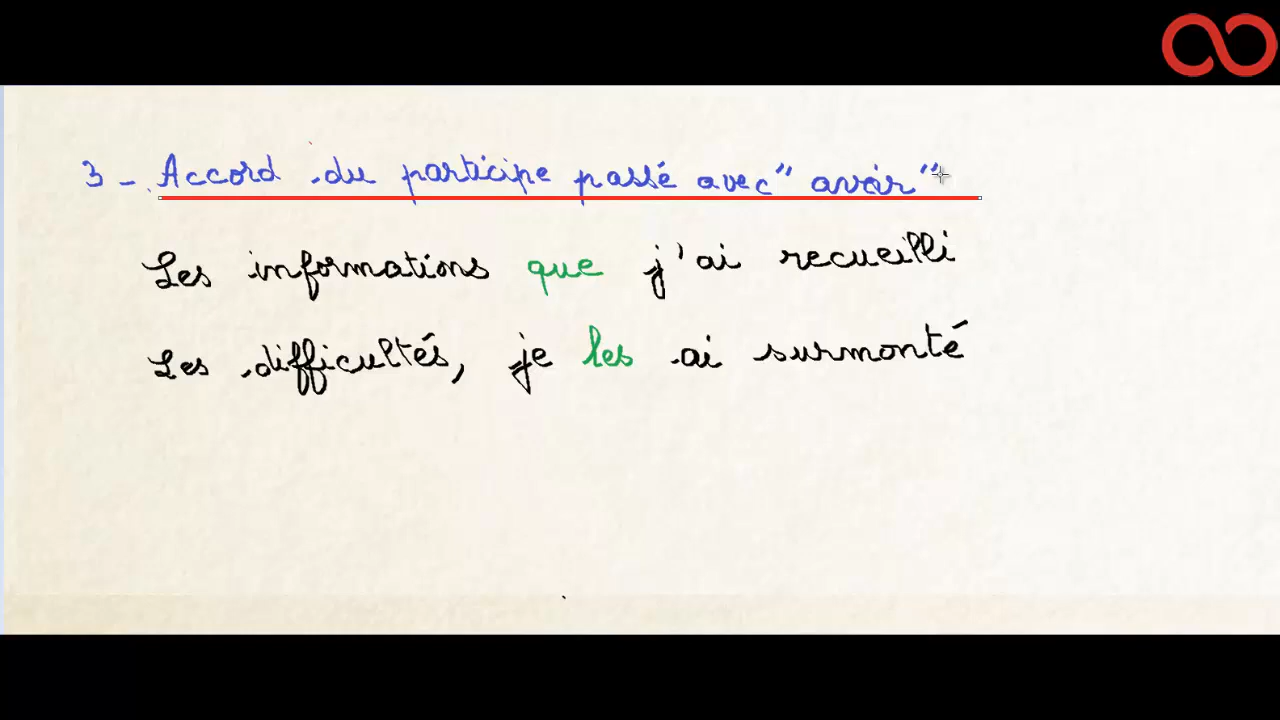 3 - Accord du participe passé avec " avoir "
Les informations que j'ai recueilli
Les difficultés, je les ai surmonté